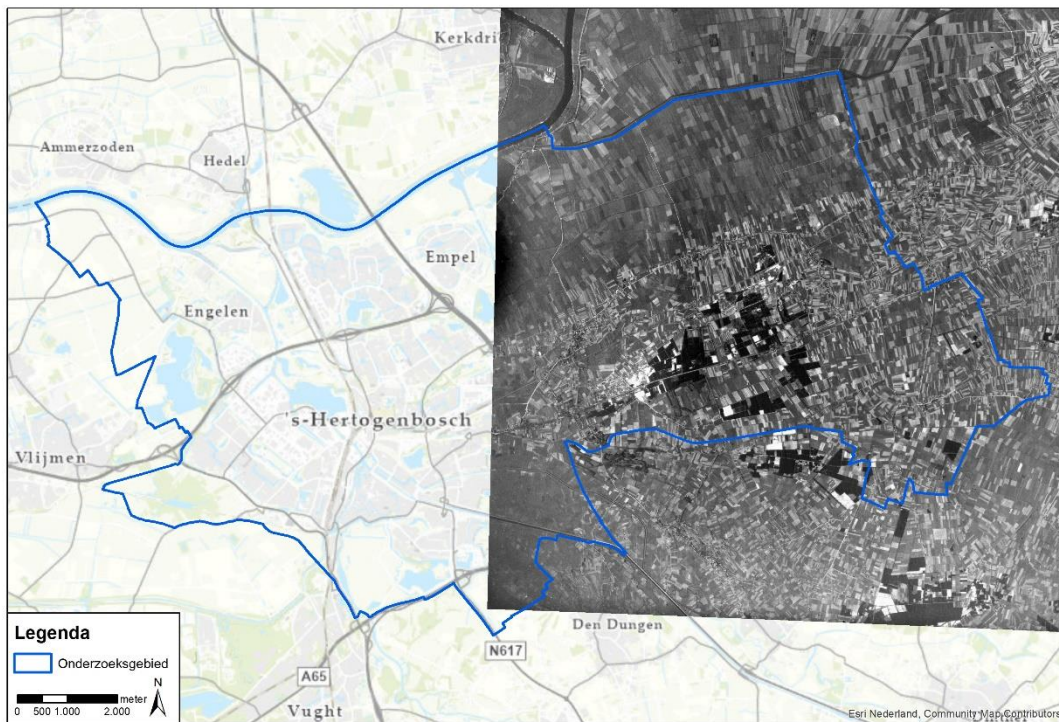 Kerkdri
Ammerzoden
Hedel
Empel
Engelen
's-Hertogenbosch
Vlijmen
Den Dungen
N617
A65
Vught
Legenda
Onderzoeksgebied
N
meter
0 500 1.000 2.000
Esri Nederland, Community Map Contributors